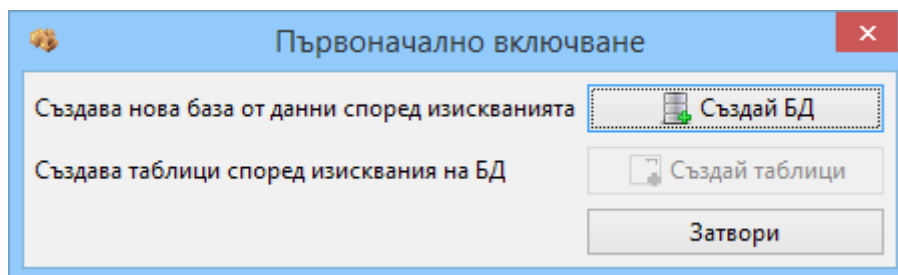 Първоначално включване
Създава нова база от данни според изискванията
Създай БД
Създава таблици според изисквания на БД
Създай таблици
Затвори